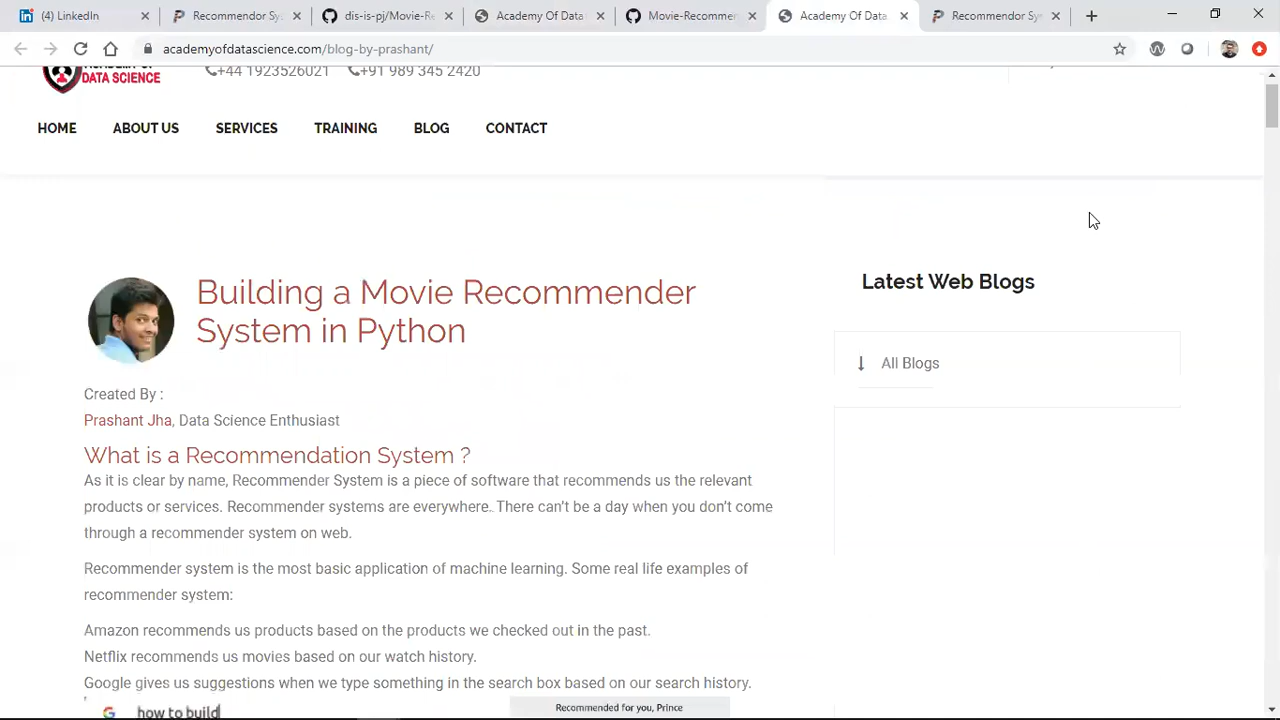 (4) LinkedIn
Recommendor Sys
dis-is-pj/Movie-R
Academy Of Data
Movie-Recommen
Academy Of Data
Recommendor Sys
academyofdatascience.com/blog-by-prashant/
DATA SCIENCE
+44 1923526021
+91 989 345 2420
HOME
ABOUT US
SERVICES
TRAINING
BLOG
CONTACT
Building a Movie Recommender
System in Python
Latest Web Blogs
All Blogs
Created By :
Prashant Jha, Data Science Enthusiast
What is a Recommendation System ?
As it is clear by name, Recommender System is a piece of software that recommends us the relevant
products or services. Recommender systems are everywhere. There can't be a day when you don't come
through a recommender system on web.
Recommender system is the most basic application of machine learning. Some real life examples of
recommender system:
Amazon recommends us products based on the products we checked out in the past.
Netflix recommends us movies based on our watch history.
Google gives us suggestions when we type something in the search box based on our search history.
G how to build
Recommended for you, Prince